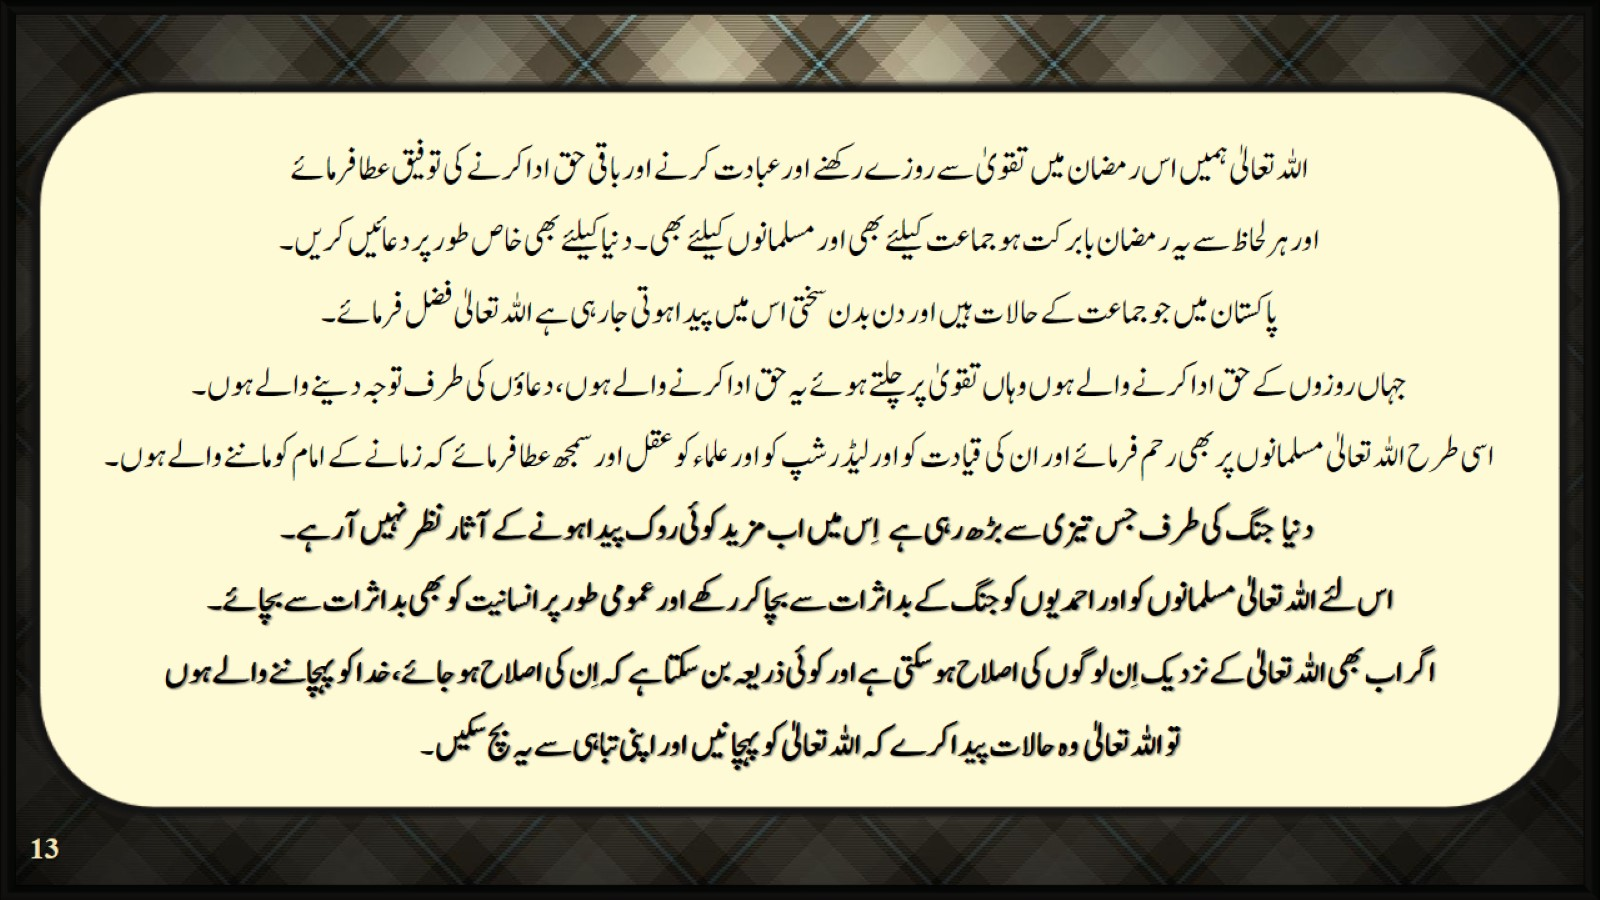 اللہ تعالیٰ ہمیں اس رمضان میں تقویٰ سے روزے رکھنے اور عبادت کرنے اور باقی حق ادا کرنے کی توفیق عطا فرمائے
اور ہر لحاظ سے یہ رمضان بابرکت ہو جماعت کیلئے بھی اور مسلمانوں کیلئے بھی۔ دنیا کیلئے بھی خاص طور پر دعائیں کریں۔
پاکستان میں جو جماعت کے حالات ہیں اور دن بدن سختی اس میں پیدا ہوتی جارہی ہے اللہ تعالیٰ فضل فرمائے۔
جہاں روزوں کے حق ادا کرنے والے ہوں وہاں تقویٰ پر چلتے ہوئے یہ حق ادا کرنے والے ہوں، دعاؤں کی طرف توجہ دینے والے ہوں۔
اسی طرح اللہ تعالیٰ مسلمانوں پر بھی رحم فرمائے اور ان کی قیادت کو اور لیڈرشپ کو اور علماء کو عقل اور سمجھ عطا فرمائے کہ زمانے کے امام کو ماننے والے ہوں۔
دنیا جنگ کی طرف جس تیزی سے بڑھ رہی ہے اِس میں اب مزید کوئی روک پیدا ہونے کے آثار نظر نہیں آرہے۔
اس لئے اللہ تعالیٰ مسلمانوں کو اور احمدیوں کو جنگ کے بداثرات سے بچا کر رکھے اور عمومی طور پر انسانیت کو بھی بداثرات سے بچائے۔
اگر اب بھی اللہ تعالیٰ کے نزدیک اِن لوگوں کی اصلاح ہو سکتی ہے اور کوئی ذریعہ بن سکتا ہے کہ اِن کی اصلاح ہو جائے، خدا کو پہچاننے والے ہوں
تو اللہ تعالیٰ وہ حالات پیدا کرے کہ اللہ تعالیٰ کو پہچانیں اور اپنی تباہی سے یہ بچ سکیں۔
13